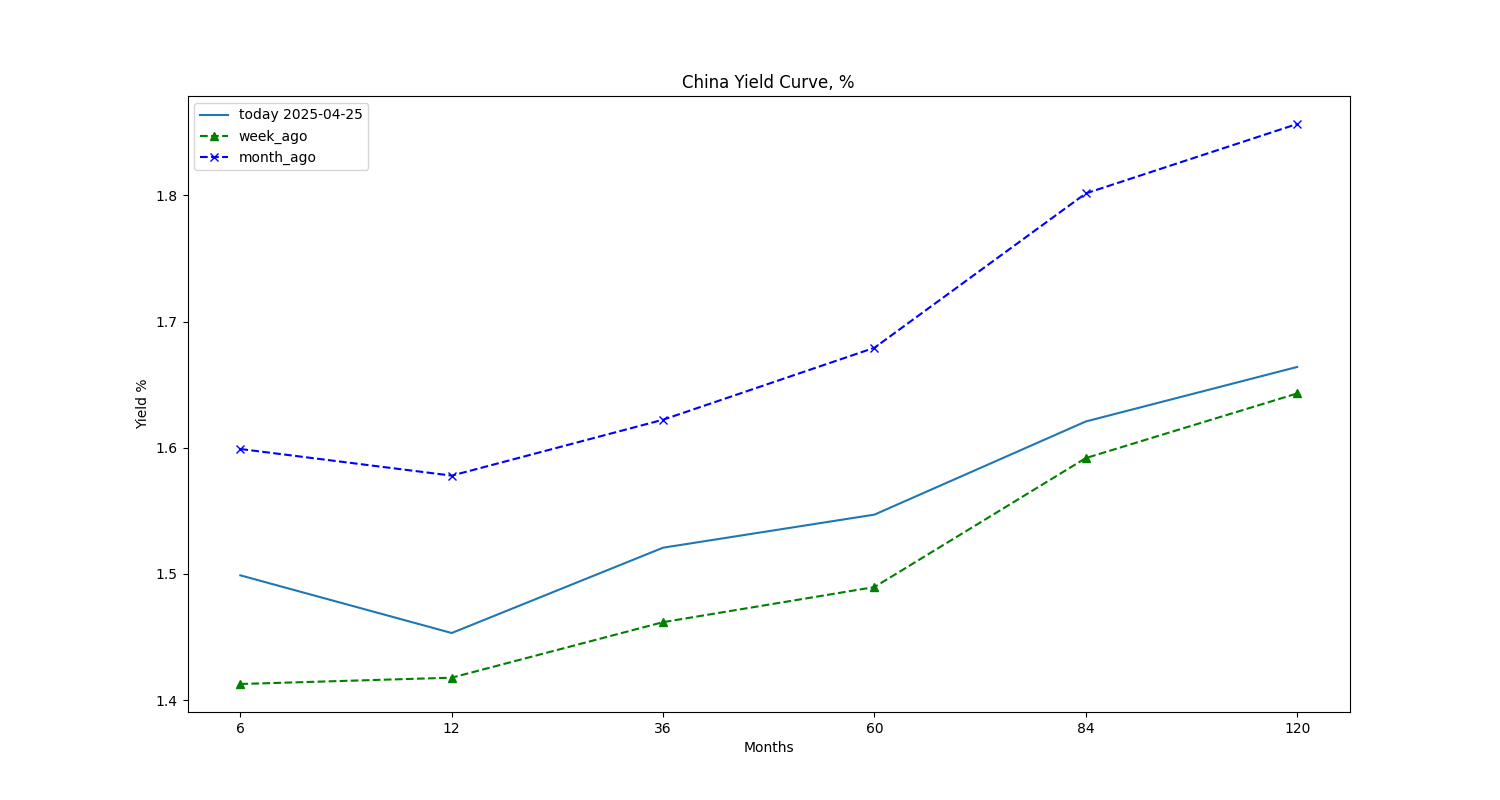 China Yield Curve, %
today 2025-04-25
week_ago
month_ago
Yield %
1.8
1.7
1.6
1.5
1.4
6 12 36 60 84 120
Months